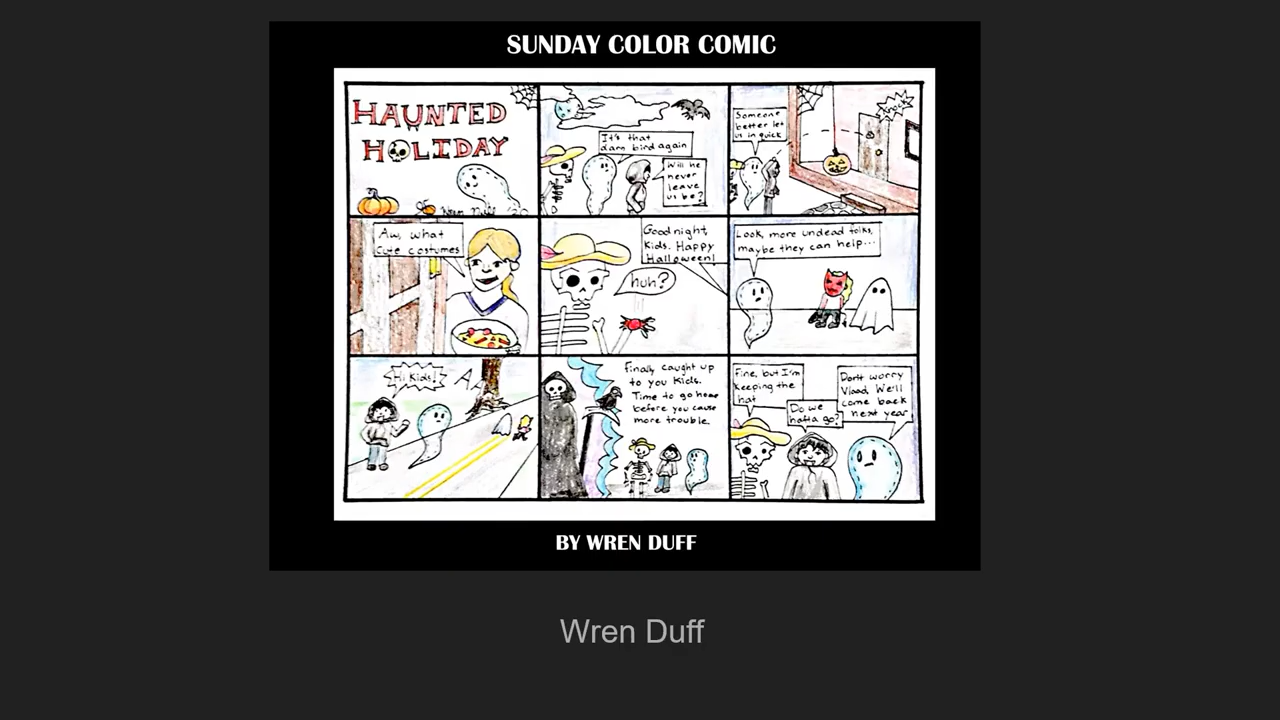 SUNDAY COLOR COMIC
HAUNTED
HOLIDAY
'20
It's that
darn bird again
Will he
never
leave
us be?
Someone
better let
us in quick
Knock
Aw, what
cute costumes
Good night,
Kids. Happy
Halloween!
huh?
Look, more undead folks,
maybe they can help...
Hi Kids!
Finally caught up
to you Kids.
Time to go home
before you cause
more trouble.
Fine, but I'm
keeping the
hat
Do we
hafta go?
Don't worry
Vlaad. We'll
come back
next year
BY WREN DUFF
Wren Duff